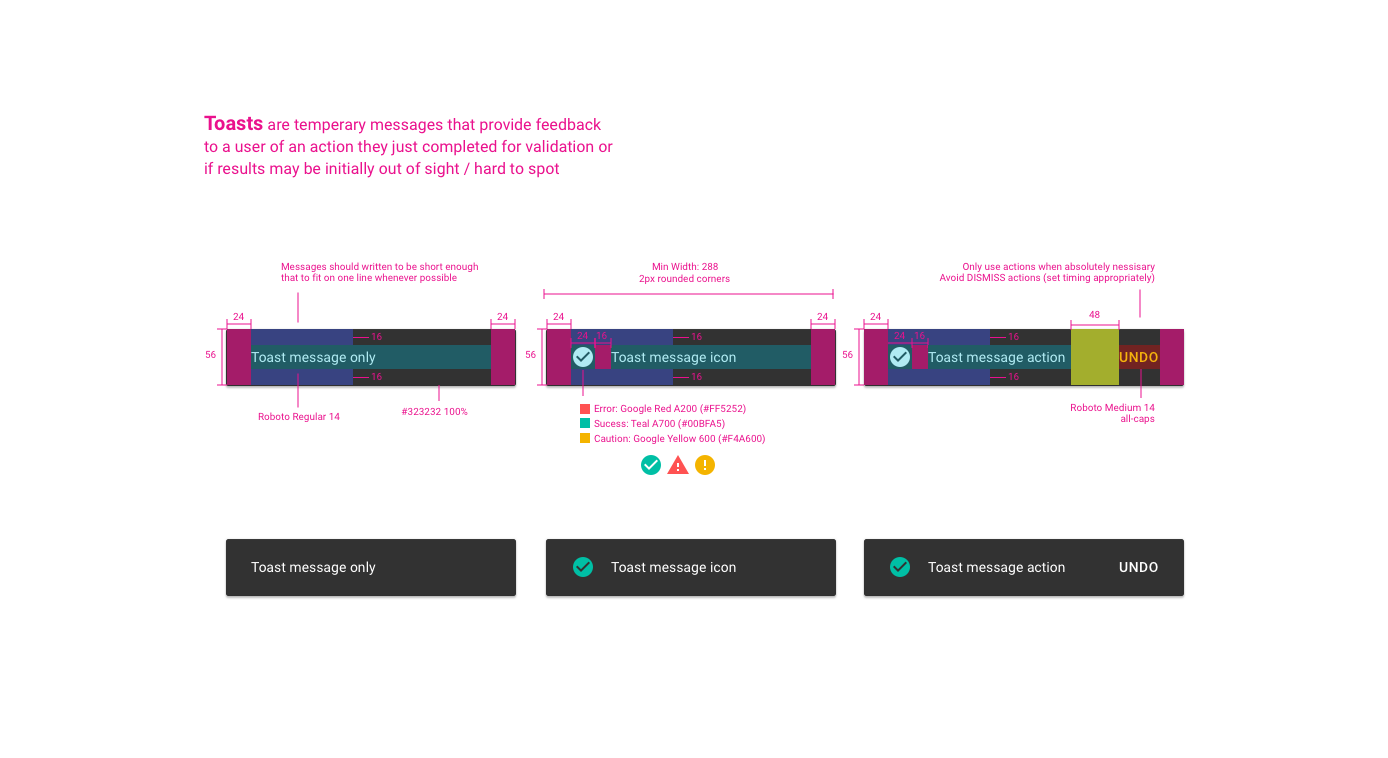 Toasts are temperary messages that provide feedback
to a user of an action they just completed for validation or
if results may be initially out of sight / hard to spot
Messages should written to be short enough
that to fit on one line whenever possible
24
24
56
16
Toast message only
16
Roboto Regular 14
#323232 100%
Min Width: 288
2px rounded corners
24
24
56
24
16
16
Toast message icon
16
Error: Google Red A200 (#FF5252)
Sucess: Teal A700 (#00BFA5)
Caution: Google Yellow 600 (#F4A600)
Only use actions when absolutely nessisary
Avoid DISMISS actions (set timing appropriately)
24
48
56
24
16
16
Toast message action
UNDO
16
Roboto Medium 14
all-caps
Toast message only
Toast message icon
Toast message action
UNDO